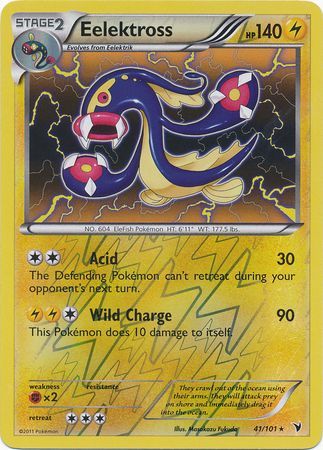 STAGE2
Eelektross
HP140
Evolves from Eelektrik
NO. 604 EleFish Pokémon HT: 6'11" WT: 177.5 lbs.
Acid 30
The Defending Pokémon can't retreat during your
opponent's next turn.
Wild Charge 90
This Pokémon does 10 damage to itself.
weakness
×2
resistance
retreat
They crawl out of the ocean using
their arms. They will attack prey
on shore and immediately drag it
into the ocean.
Illus. Masakazu Fukuda
©2011 Pokémon
41/101 ★